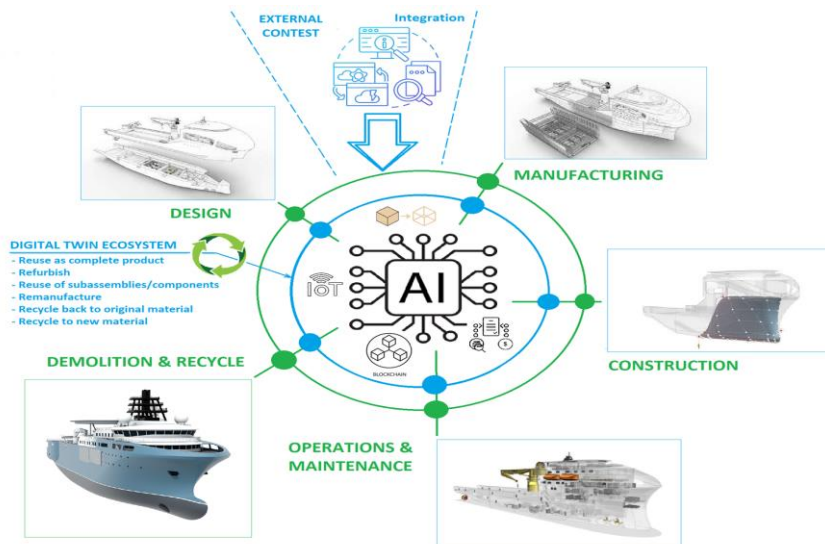 EXTERNAL
CONTEST
Integration
MANUFACTURING
DESIGN
DIGITAL TWIN ECOSYSTEM
- Reuse as complete product
- Refurbish
- Reuse of subassemblies/components
- Remanufacture
- Recycle back to original material
- Recycle to new material
IOT
AI
$
BLOCKCHAIN
CONSTRUCTION
DEMOLITION & RECYCLE
OPERATIONS &
MAINTENANCE